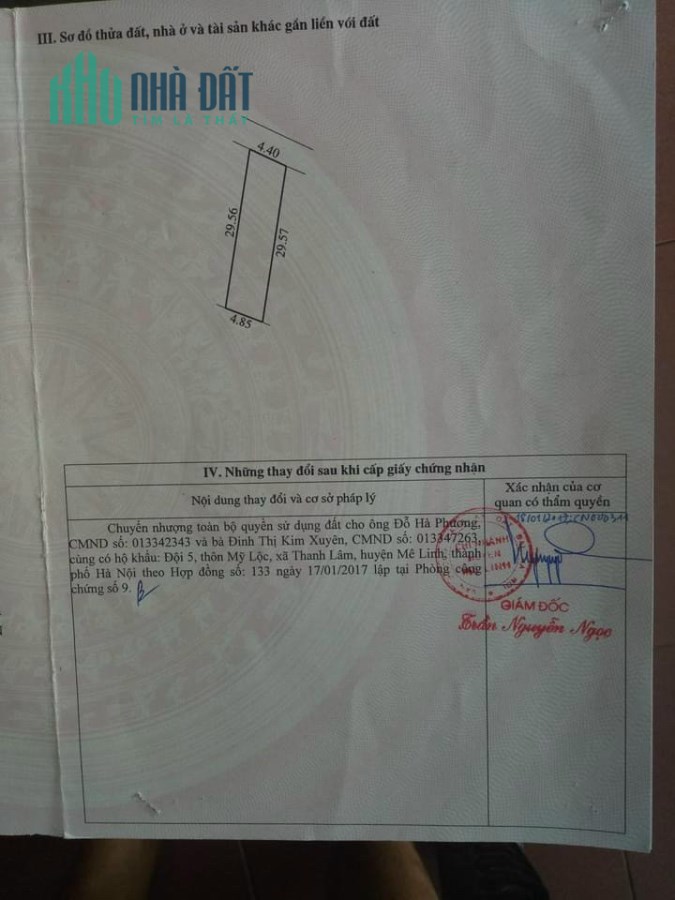 III. Sơ đồ thửa đất, nhà ở và tài sản khác gắn liền với đất
KHO NHÀ ĐẤT
TÌM LÀ THẤY
4.40
29.56
29.57
4.85
IV. Những thay đổi sau khi cấp giấy chứng nhận
Nội dung thay đổi và cơ sở pháp lý
Xác nhận của cơ
quan có thẩm quyền
Chuyển nhượng toàn bộ quyền sử dụng đất cho ông Đỗ Hà Phương,
CMND số: 013342343 và bà Đinh Thị Kim Xuyên, CMND số: 013347263,
cùng có hộ khẩu: Đội 5, thôn Mỹ Lộc, xã Thanh Lâm, huyện Mê Linh, thành
phố Hà Nội theo Hợp đồng số: 133 ngày 17/01/2017 lập tại Phòng công
chứng số 9.
GIÁM ĐỐC
Trần Nguyễn Ngọc